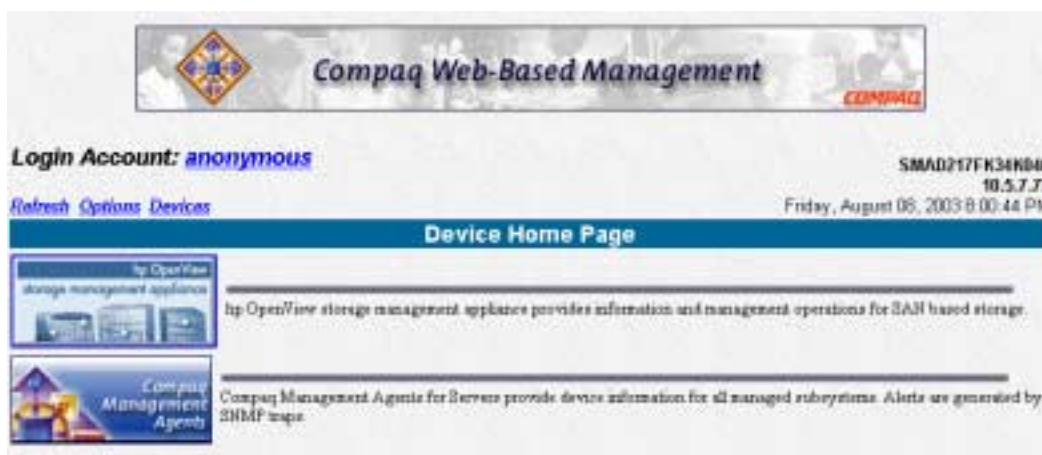 Compaq Web-Based Management
COMPAQ
Login Account: anonymous
10.5.7.7
Refresh Options Devices
Friday, August 08, 2003 8:00:44 PM
Device Home Page
hp OpenView
storage management appliance
hp OpenView storage management appliance provides information and management operations for SAN based storage.
Compaq
Management
Agents
Compaq Management Agents for Servers provide device information for all managed subsystems. Alerts are generated by
SNMP traps.